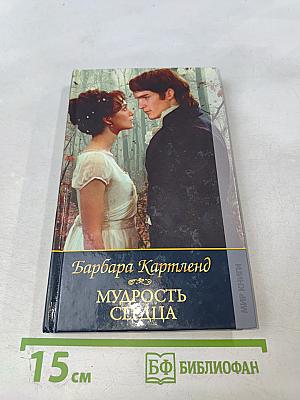 Барбара Картленд
МУДРОСТЬ
СЕРДЦА
МИР КНИГИ
15 см
БФ БИБЛИОФАН